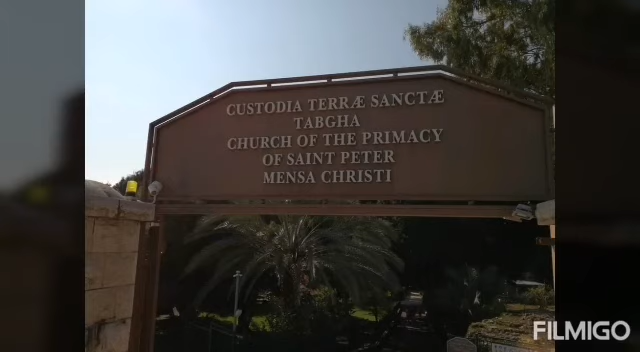 CUSTODIA TERRÆ SANCTÆ
TABGHA
CHURCH OF THE PRIMACY
OF SAINT PETER
MENSA CHRISTI
FILMIGO